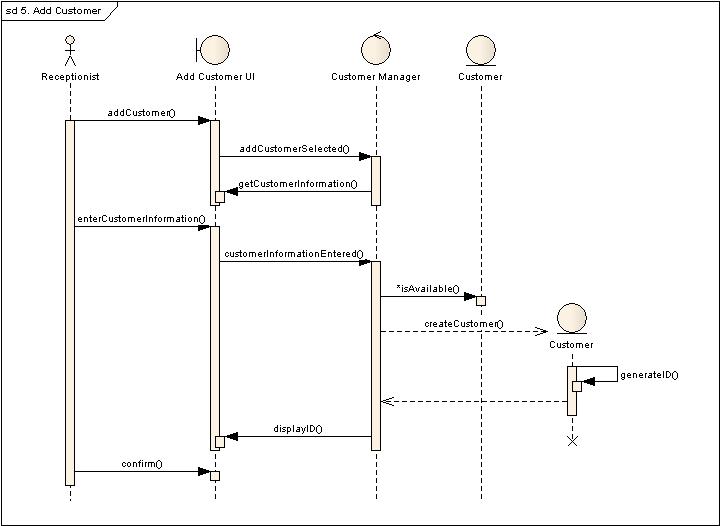 sd 5. Add Customer
Receptionist
Add Customer UI
Customer Manager
Customer
addCustomer()
addCustomerSelected()
getCustomerInformation()
enterCustomerInformation()
customerInformationEntered()
*isAvailable()
createCustomer()
Customer
generateID()
displayID()
confirm()